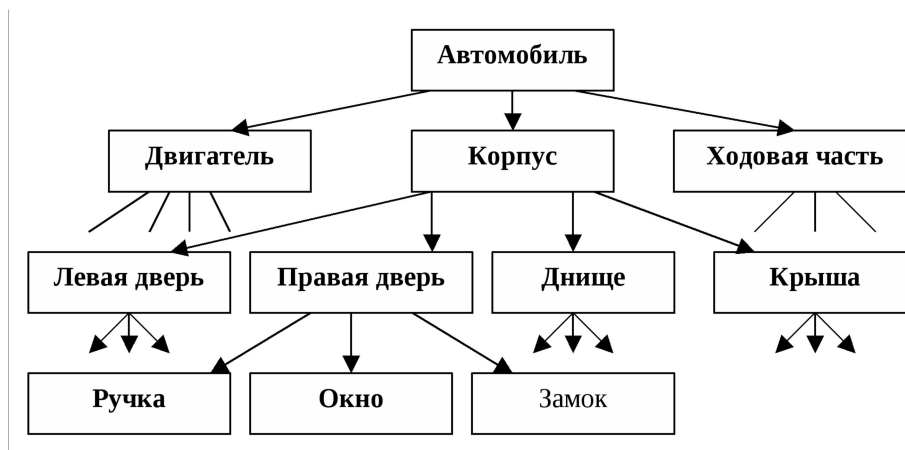 Автомобиль
Двигатель
Корпус
Ходовая часть
Левая дверь
Правая дверь
Днище
Крыша
Ручка
Окно
Замок